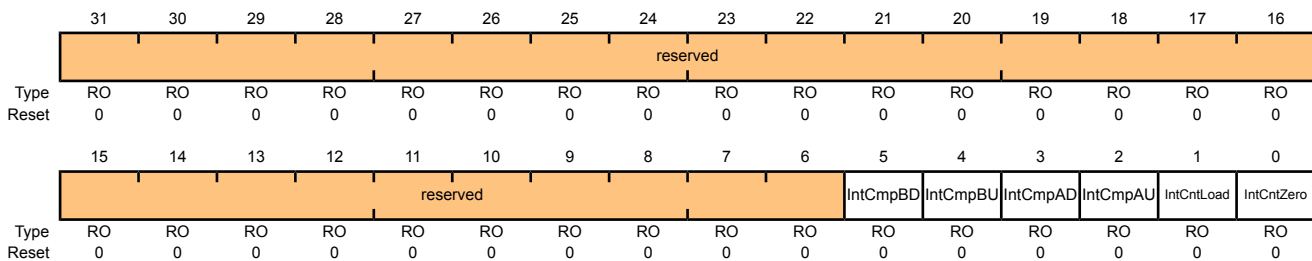 31 30 29 28 27 26 25 24 23 22 21 20 19 18 17 16
reserved
Type RO RO RO RO RO RO RO RO RO RO RO RO RO RO RO RO
Reset 0 0 0 0 0 0 0 0 0 0 0 0 0 0 0 0
15 14 13 12 11 10 9 8 7 6 5 4 3 2 1 0
reserved IntCmpBD IntCmpBU IntCmpAD IntCmpAU IntCntLoad IntCntZero
Type RO RO RO RO RO RO RO RO RO RO RO RO RO RO RO RO
Reset 0 0 0 0 0 0 0 0 0 0 0 0 0 0 0 0